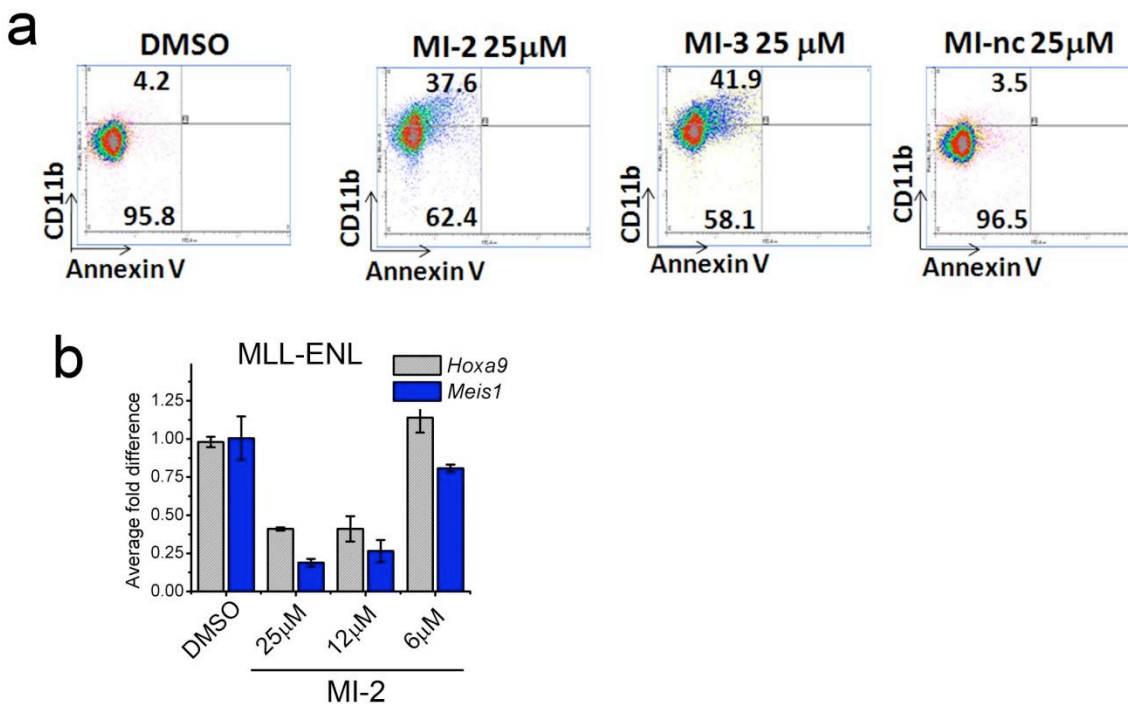 a
DMSO
MI-2 25μM
MI-3 25 μM
MI-nc 25μM
4.2
37.6
41.9
3.5
CD11b
CD11b
CD11b
CD11b
95.8
62.4
58.1
96.5
Annexin V
Annexin V
Annexin V
Annexin V
b
MLL-ENL
Hoxa9
Meis1
Average fold difference
1.25
1.00
0.75
0.50
0.25
0.00
DMSO
25μM
12μM
6μM
MI-2